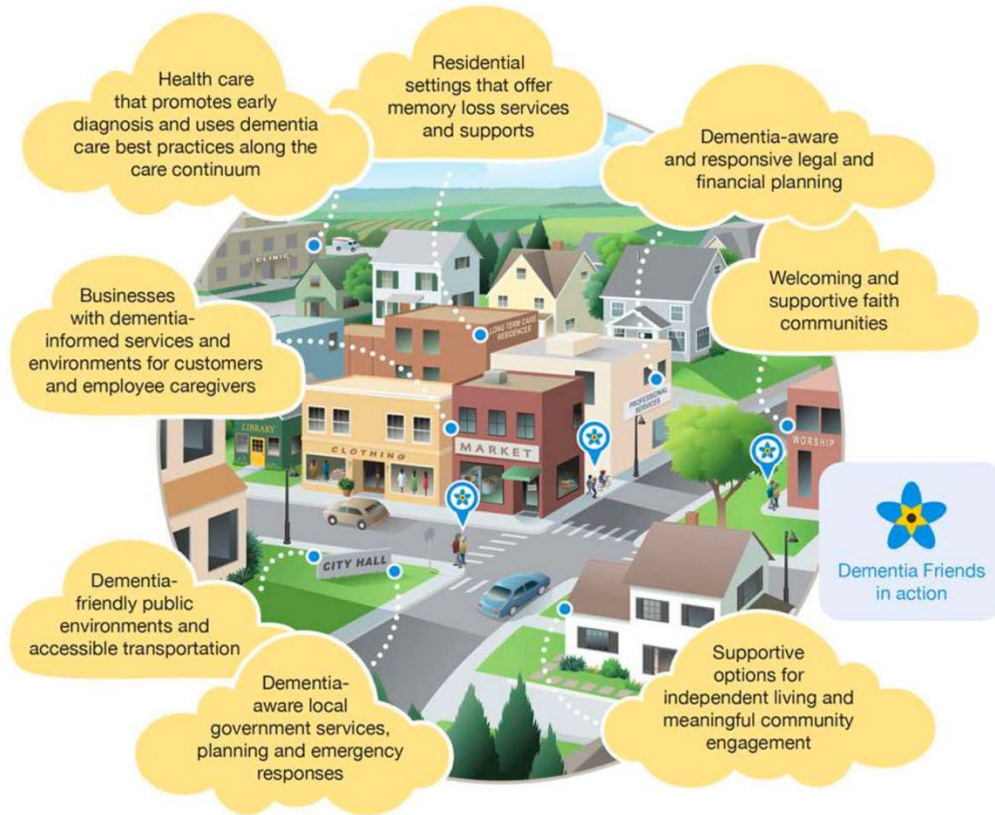 Health care
that promotes early
diagnosis and uses dementia
care best practices along the
care continuum
Residential
settings that offer
memory loss services
and supports
Dementia-aware
and responsive legal and
financial planning
Welcoming and
supportive faith
communities
Businesses
with dementia-
informed services and
environments for customers
and employee caregivers
CLINIC
LONG TERM CARE
RESIDENCES
PROFESSIONAL
SERVICES
WORSHIP
LIBRARY
CLOTHING
MARKET
CITY HALL
Dementia Friends
in action
Dementia-
friendly public
environments and
accessible transportation
Dementia-
aware local
government services,
planning and emergency
responses
Supportive
options for
independent living and
meaningful community
engagement